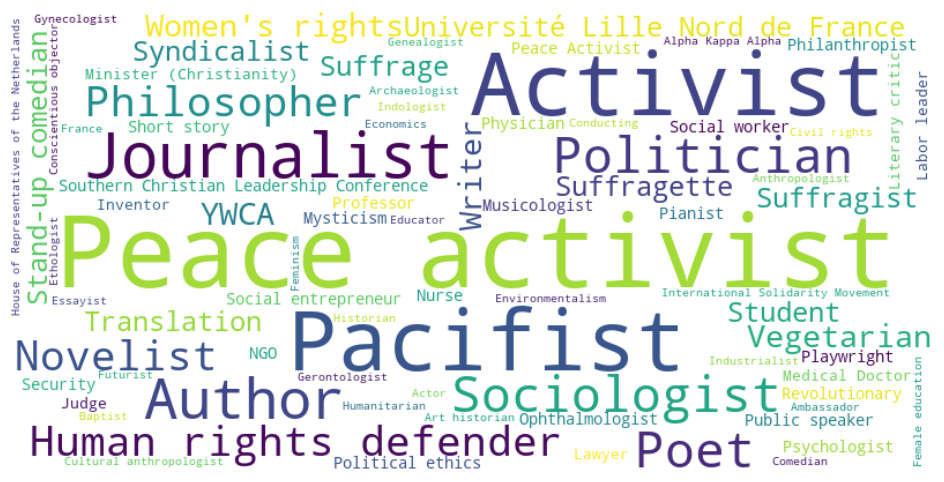 Gynecologist
Women's rights
Université Lille Nord de France
House of Representatives of the Netherlands
Stand-up comedian
Conscientious objector
Syndicalist
Genealogist
Suffrage
Peace Activist
Alpha Kappa Alpha
Philanthropist
Activist
Minister (Christianity)
Philosopher
Archaeologist
Indologist
Literary critic
Labor leader
France
Short story
Economics
Physician
Conducting
Social worker
Civil rights
Journalist
Writer
Politician
Southern Christian Leadership Conference
Suffragette
Anthropologist
Suffragist
Inventor
YWCA
Professor
Mysticism
Educator
Musicologist
Pianist
Ethologist
Peace activist
Feminism
Essayist
Social entrepreneur
Nurse
Environmentalism
International Solidarity Movement
Translation
Historian
Pacifist
Student
Vegetarian
Novelist
NGO
Industrialist
Playwright
Female education
Security
Futurist
Gerontologist
Actor
Medical Doctor
Judge
Baptist
Author
Humanitarian
Sociologist
Revolutionary
Ambassador
Art historian
Ophthalmologist
Public speaker
Human rights defender
Poet
Psychologist
Cultural anthropologist
Political ethics
Lawyer
Comedian